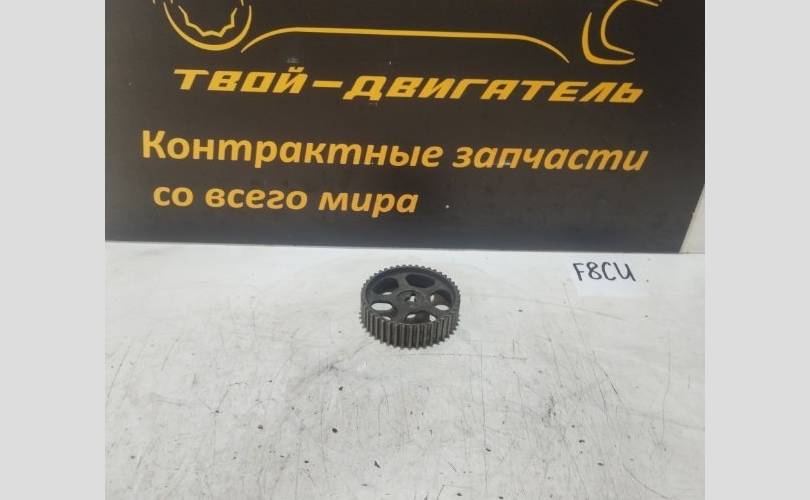 ТВОЙ-ДВИГАТЕЛЬ
Контрактные запчасти
со всего мира
F8CU